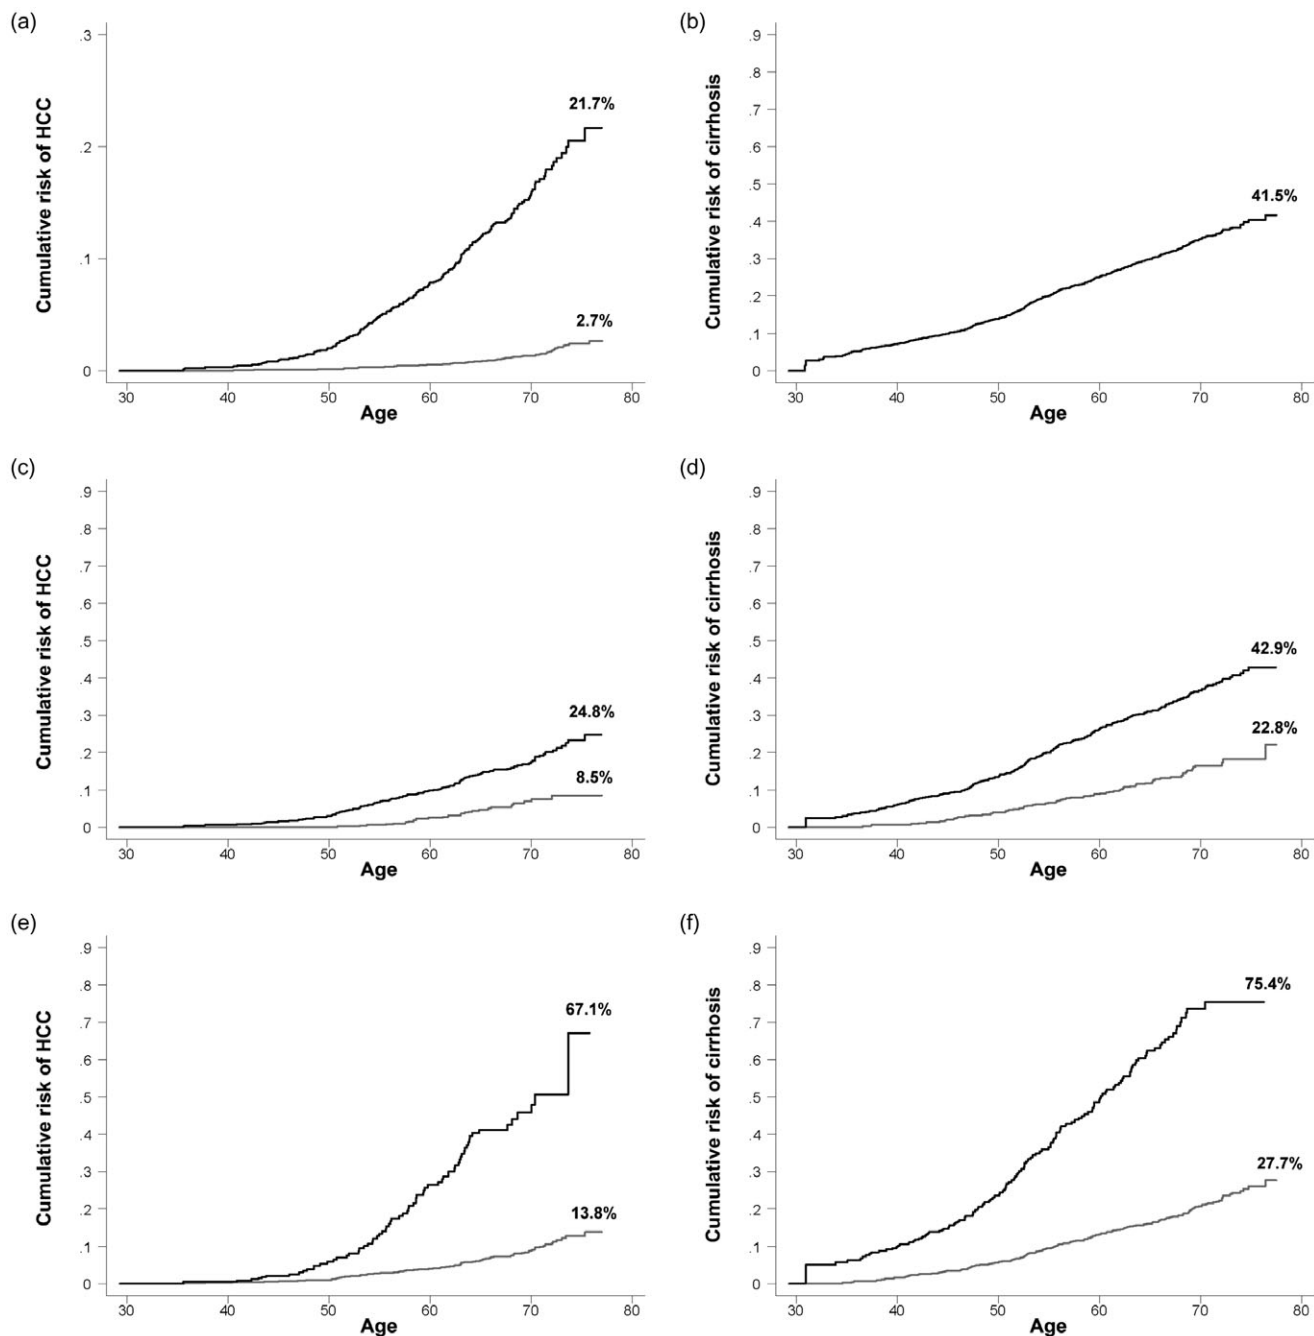 (a)
Cumulative risk of HCC
.3
.2
.1
0
21.7%
2.7%
30 40 50 60 70 80
Age
(b)
Cumulative risk of cirrhosis
.9
.8
.7
.6
.5
.4
.3
.2
.1
0
41.5%
30 40 50 60 70 80
Age
(c)
Cumulative risk of HCC
.9
.8
.7
.6
.5
.4
.3
.2
.1
0
24.8%
8.5%
30 40 50 60 70 80
Age
(d)
Cumulative risk of cirrhosis
.9
.8
.7
.6
.5
.4
.3
.2
.1
0
42.9%
22.8%
30 40 50 60 70 80
Age
(e)
Cumulative risk of HCC
.9
.8
.7
.6
.5
.4
.3
.2
.1
0
67.1%
13.8%
30 40 50 60 70 80
Age
(f)
Cumulative risk of cirrhosis
.9
.8
.7
.6
.5
.4
.3
.2
.1
0
75.4%
27.7%
30 40 50 60 70 80
Age